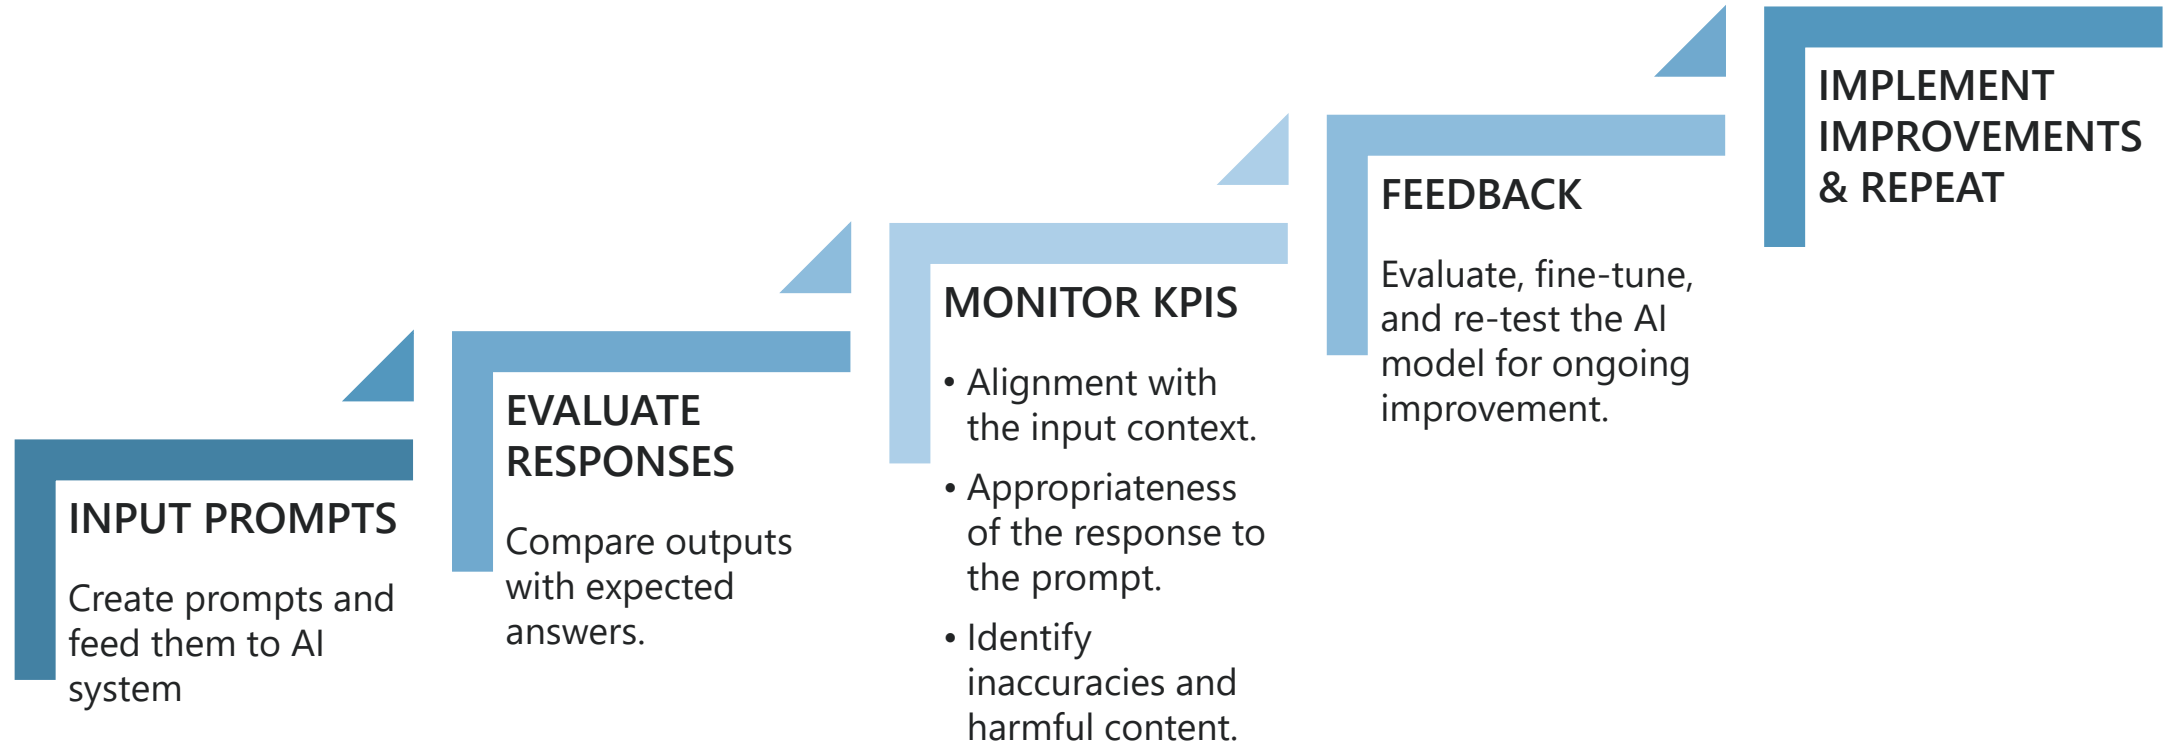 INPUT PROMPTS
Create prompts and
feed them to AI
system
EVALUATE
RESPONSES
Compare outputs
with expected
answers.
MONITOR KPIS
• Alignment with
the input context.
• Appropriateness
of the response to
the prompt.
• Identify
inaccuracies and
harmful content.
FEEDBACK
Evaluate, fine-tune,
and re-test the AI
model for ongoing
improvement.
IMPLEMENT
IMPROVEMENTS
& REPEAT